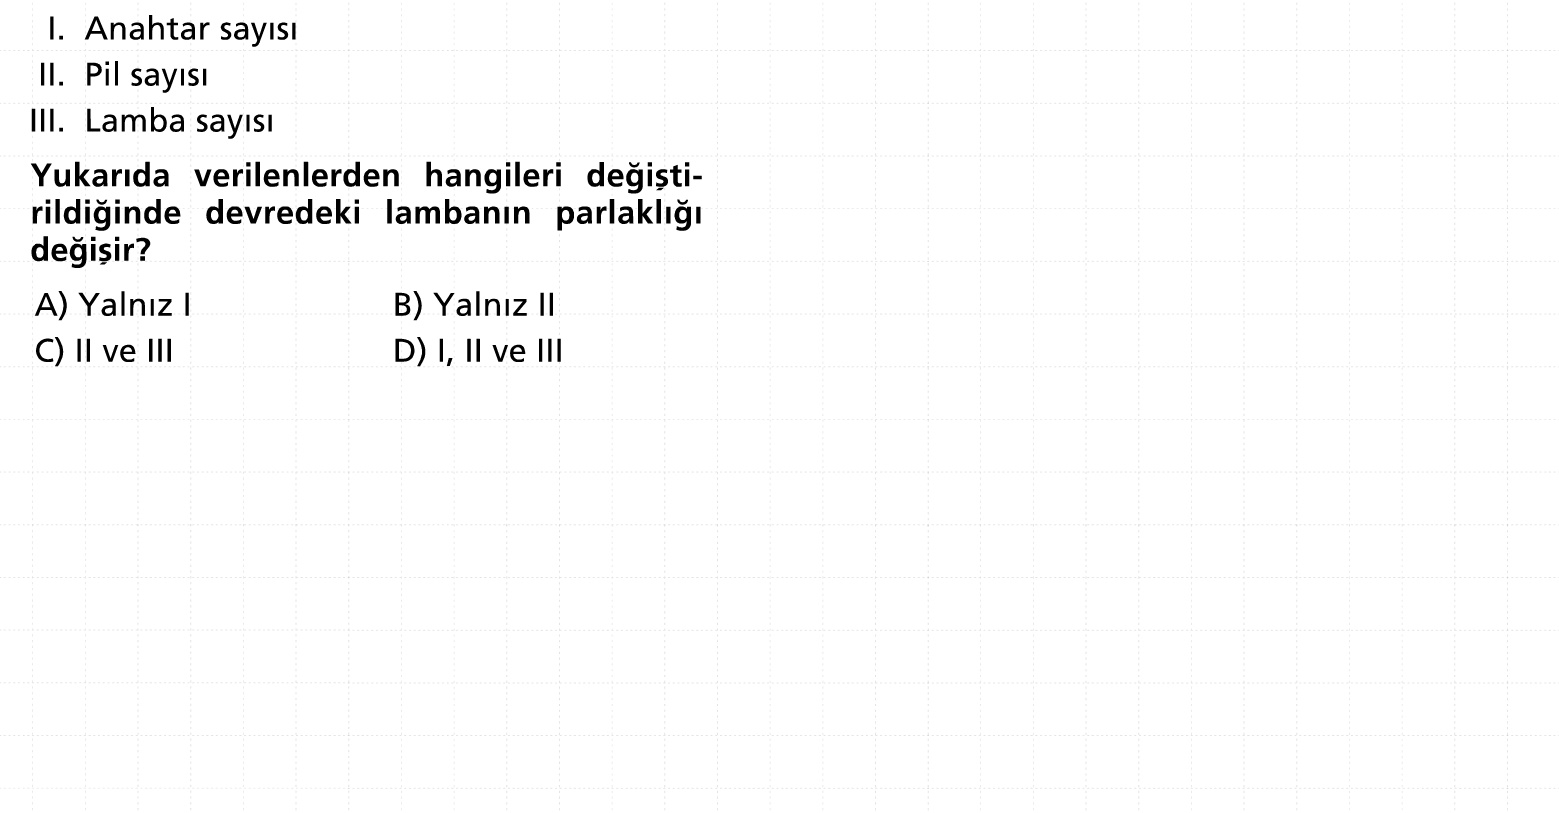 I. Anahtar sayısı
II. Pil sayısı
III. Lamba sayısı
Yukarıda verilenlerden hangileri değişti-
rildiğinde devredeki lambanın parlaklığı
değişir?
A) Yalnız I B) Yalnız II
C) II ve III D) I, II ve III